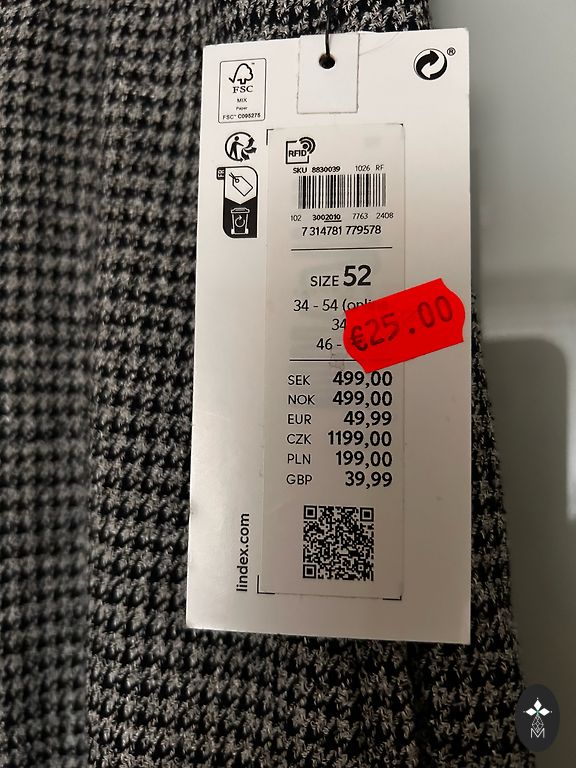 FSC
MIX
Paper
FSC® C095275
®
FR
RFID
SKU 8830039 1026 RF
102 3002010 7763 2408
7 314781 779578
SIZE 52
34 - 54
34
46 -
€25.00
SEK 499,00
NOK 499,00
EUR 49,99
CZK 1199,00
PLN 199,00
GBP 39,99
lindex.com
M